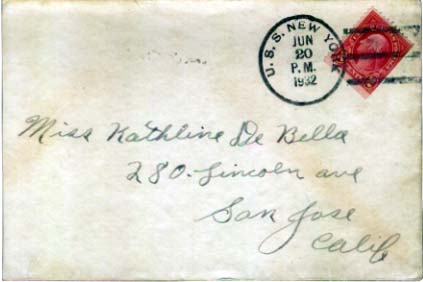 U. S. S. NEW YORK
JUN
20
P. M.
1932
Miss Kathline De Bella
280. Lincoln ave
San Jose
Calif.